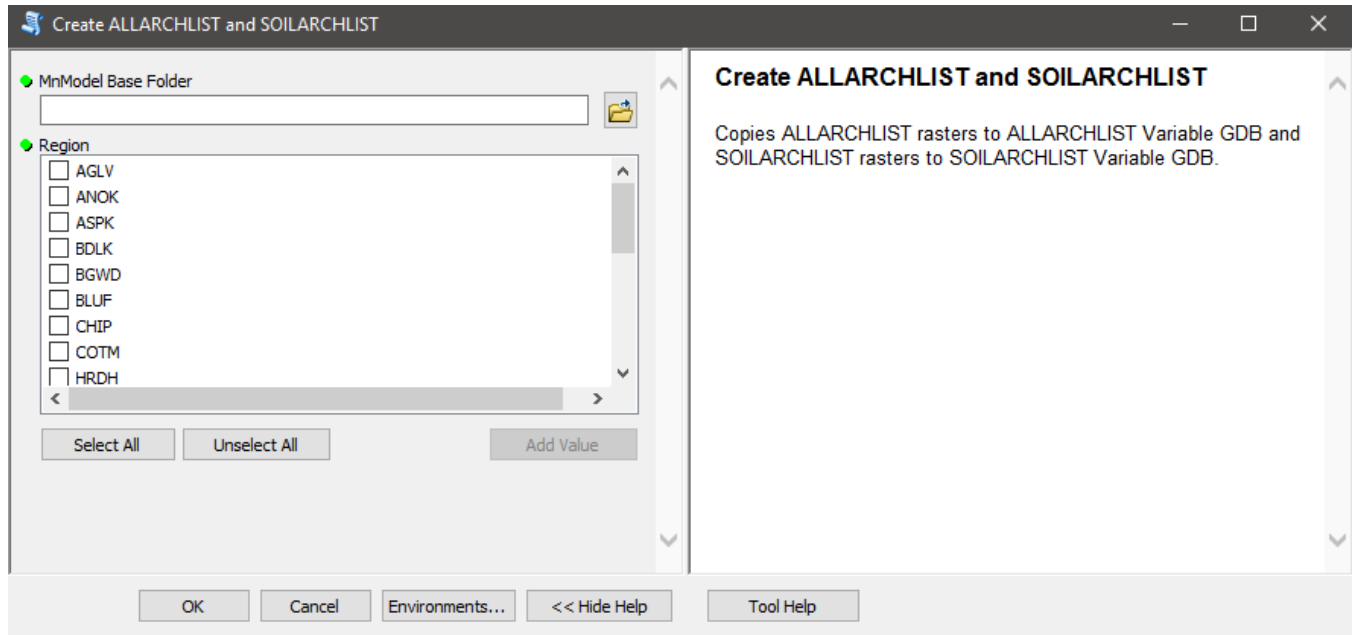 Create ALLARCHLIST and SOILARCHLIST
MnModel Base Folder
Region
AGLV
ANOK
ASPK
BDLK
BGWD
BLUF
CHIP
COTM
HRDH
Select All
Unselect All
Add Value
Create ALLARCHLIST and SOILARCHLIST
Copies ALLARCHLIST rasters to ALLARCHLIST Variable GDB and
SOILARCHLIST rasters to SOILARCHLIST Variable GDB.
OK
Cancel
Environments...
<< Hide Help
Tool Help